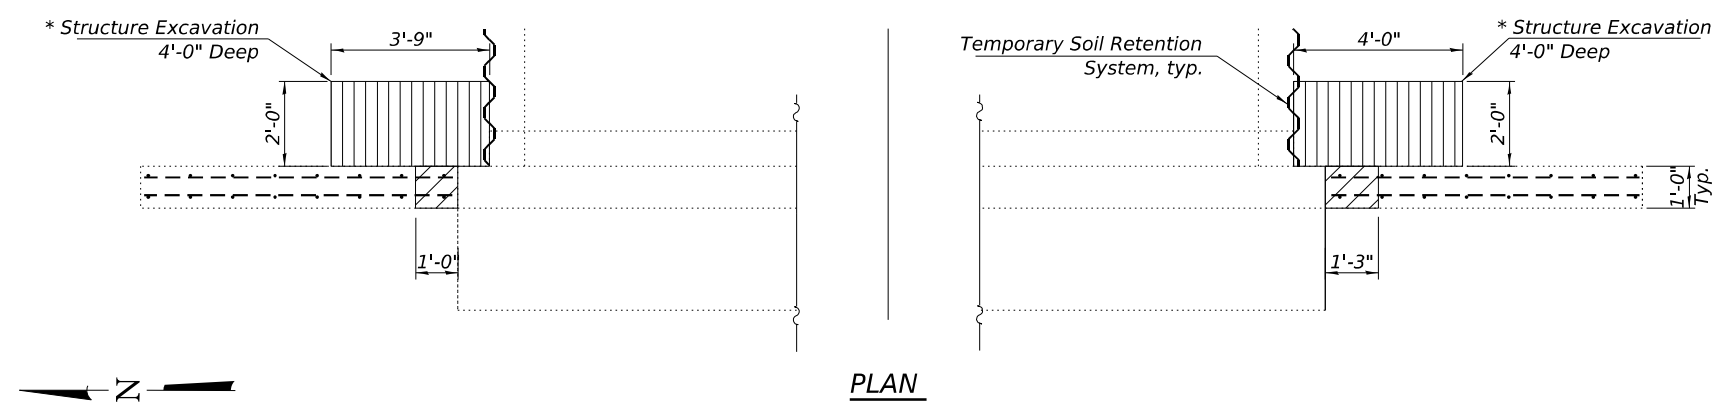 * Structure Excavation
4'-0" Deep
3'-9"
2'-0"
1'-0"
Temporary Soil Retention
System, typ.
* Structure Excavation
4'-0" Deep
4'-0"
2'-0"
1'-0"
Typ.
1'-3"
N
PLAN